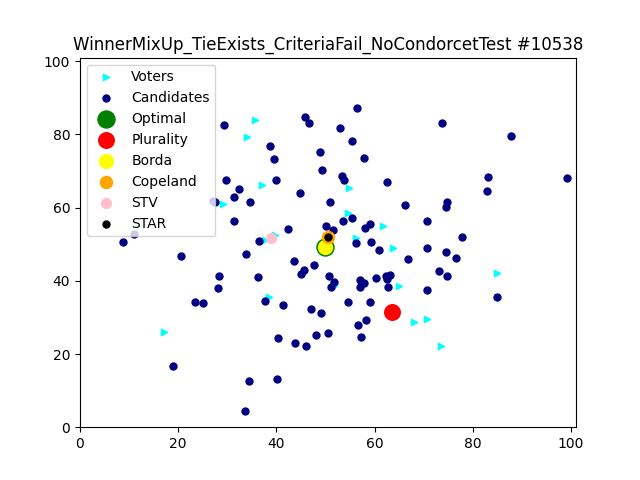 WinnerMixUp_TieExists_CriteriaFail_NoCondorcetTest #10538
100
80
60
40
20
0
Voters
Candidates
Optimal
Plurality
Borda
Copeland
STV
STAR
0 20 40 60 80 100